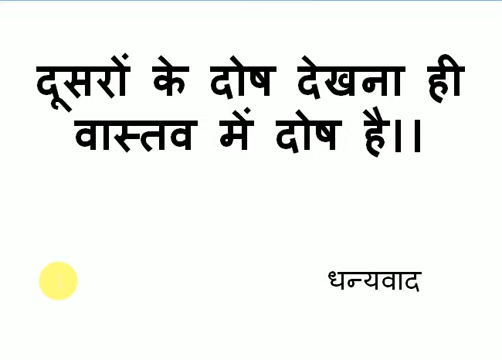 दूसरों के दोष देखना ही
वास्तव में दोष है।।
धन्यवाद